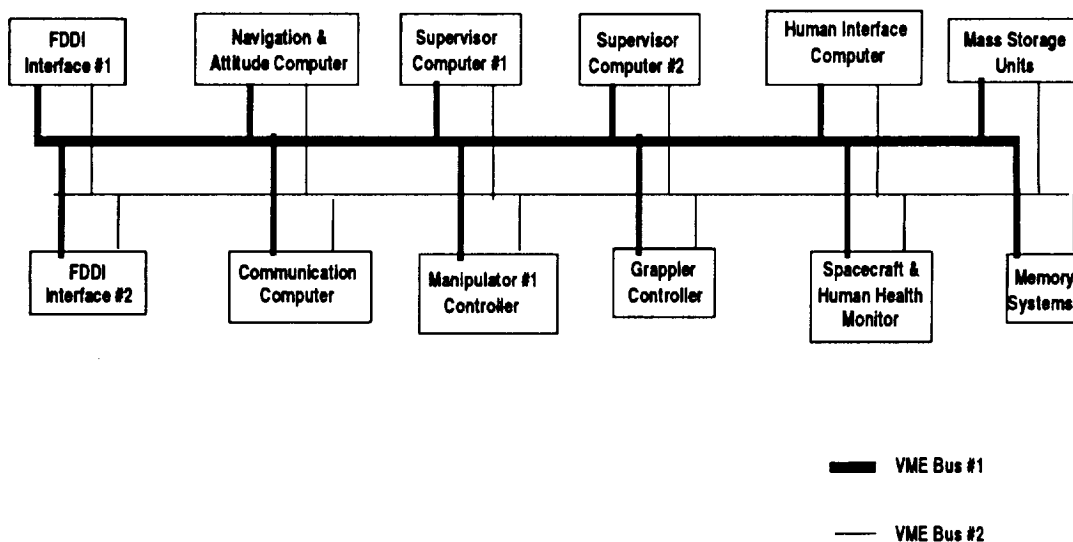 FDDI
Interface #1
Navigation &
Attitude Computer
Supervisor
Computer #1
Supervisor
Computer #2
Human Interface
Computer
Mass Storage
Units
FDDI
Interface #2
Communication
Computer
Manipulator #1
Controller
Grappler
Controller
Spacecraft &
Human Health
Monitor
Memory
Systems
VME Bus #1
VME Bus #2